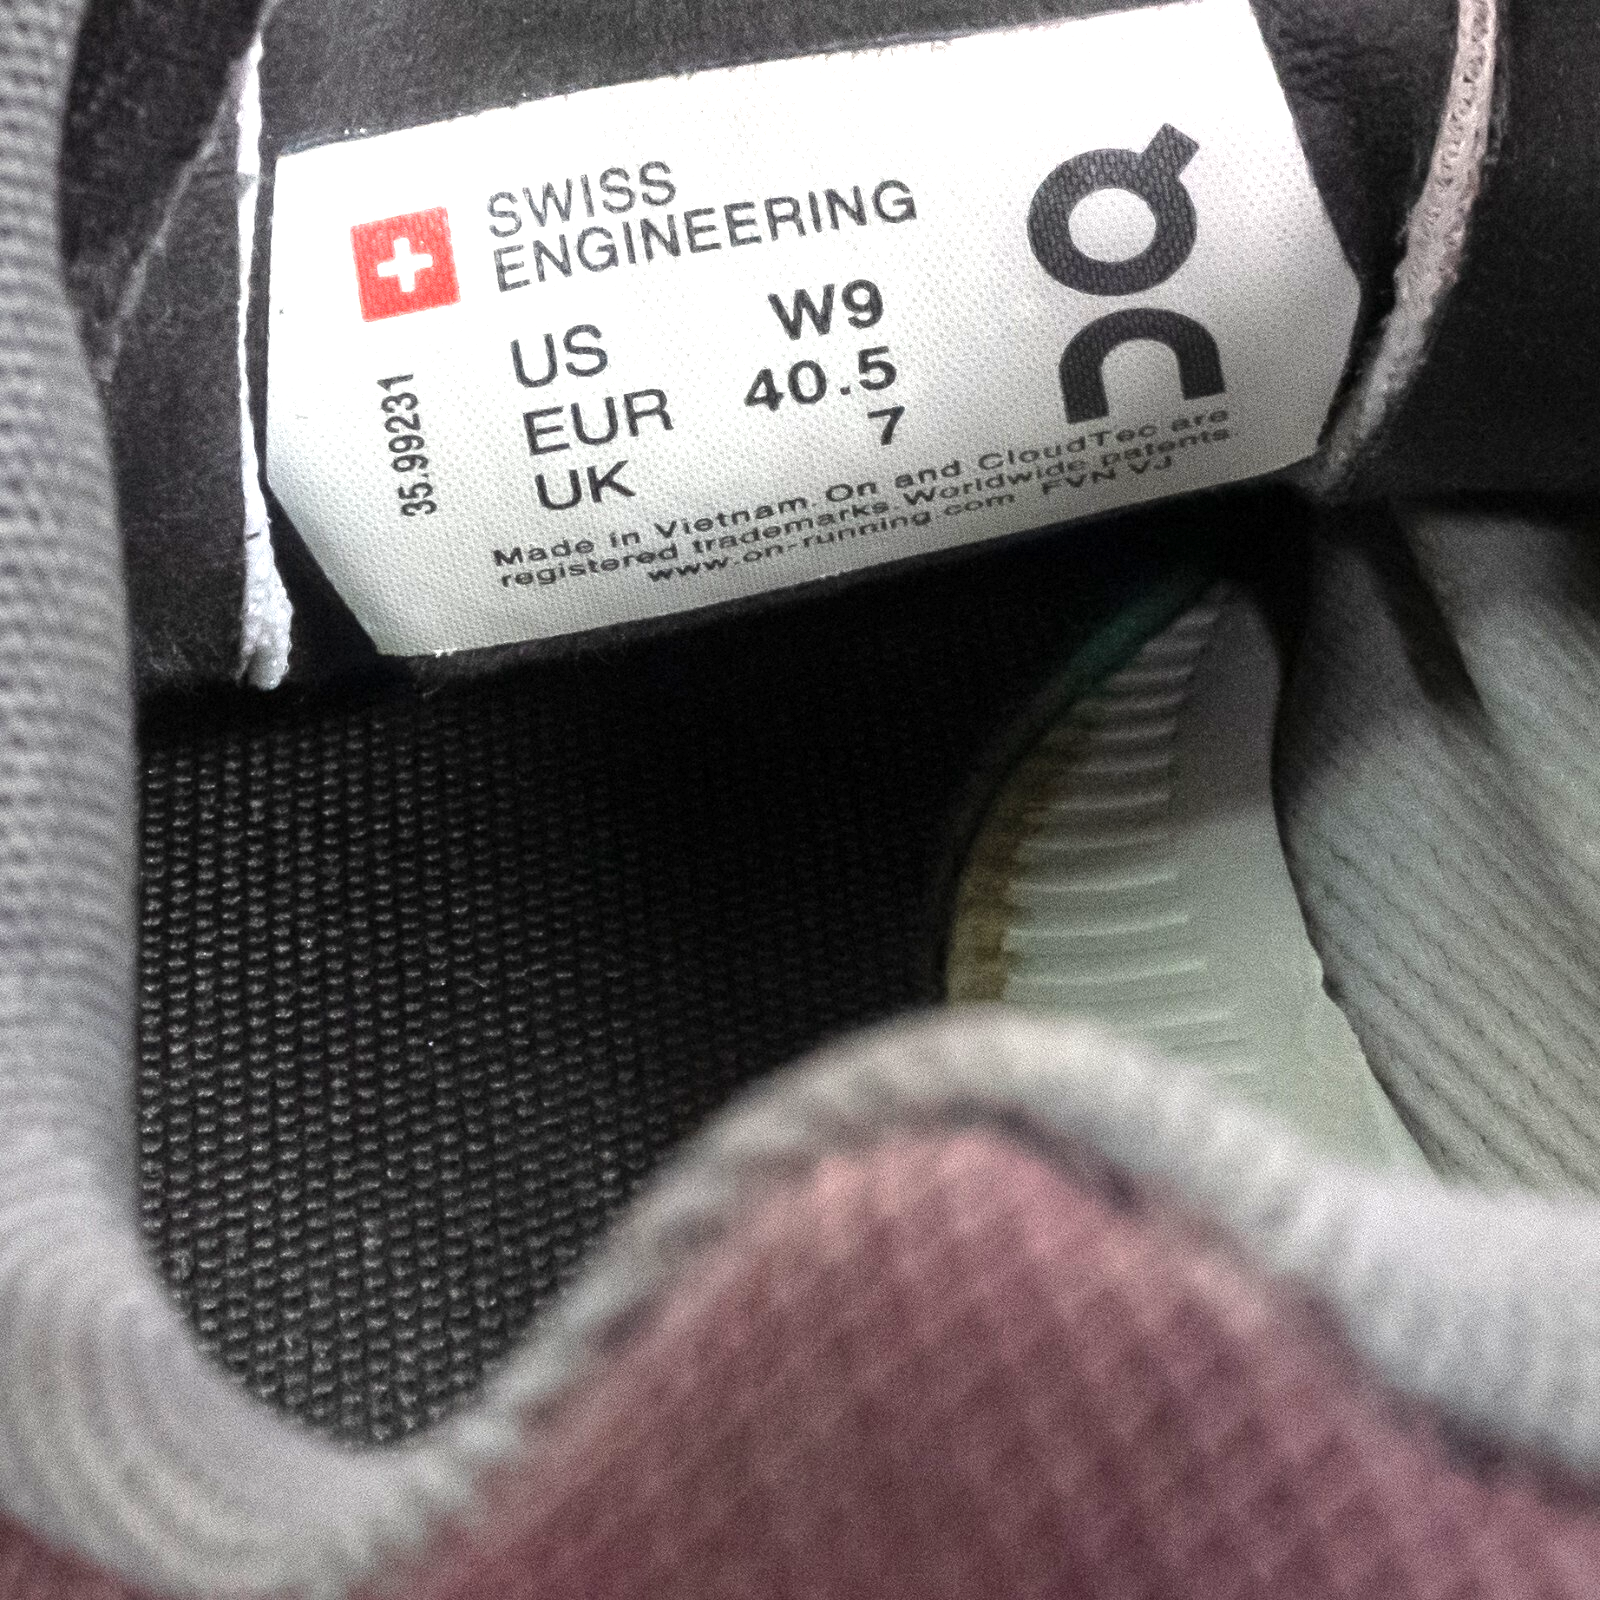 SWISS
ENGINEERING
US W9
EUR 40.5
UK 7
35.99231
On
Made in Vietnam. On and CloudTec are
registered trademarks. Worldwide patents.
www.on-running.com FVN VJ